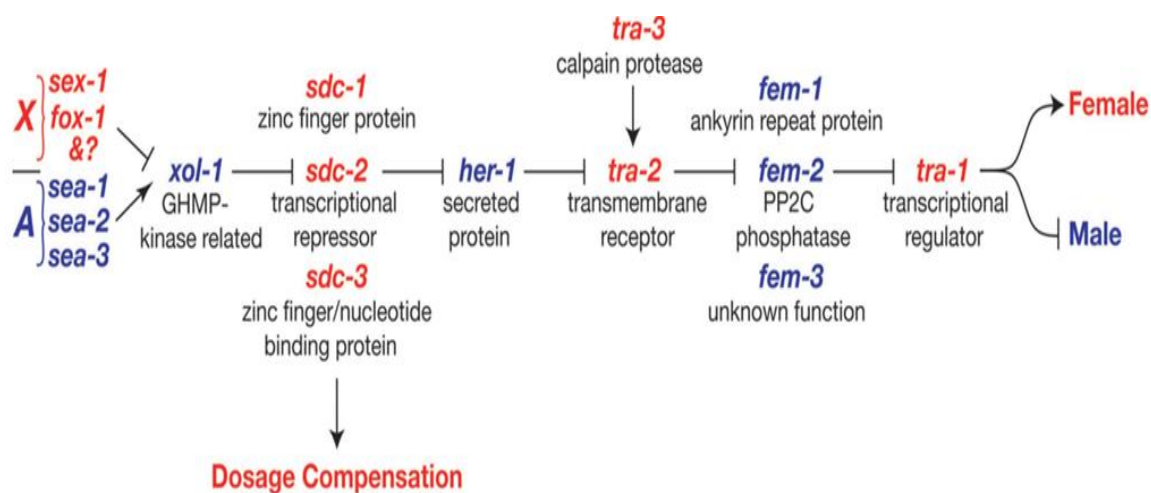 tra-3
calpain protease
X
sex-1
fox-1
&?
A
sea-1
sea-2
sea-3
xol-1
GHMP-
kinase related
sdc-1
zinc finger protein
sdc-2
transcriptional
repressor
sdc-3
zinc finger/nucleotide
binding protein
Dosage Compensation
her-1
secreted
protein
tra-2
transmembrane
receptor
fem-1
ankyrin repeat protein
fem-2
PP2C
phosphatase
fem-3
unknown function
tra-1
transcriptional
regulator
Female
Male